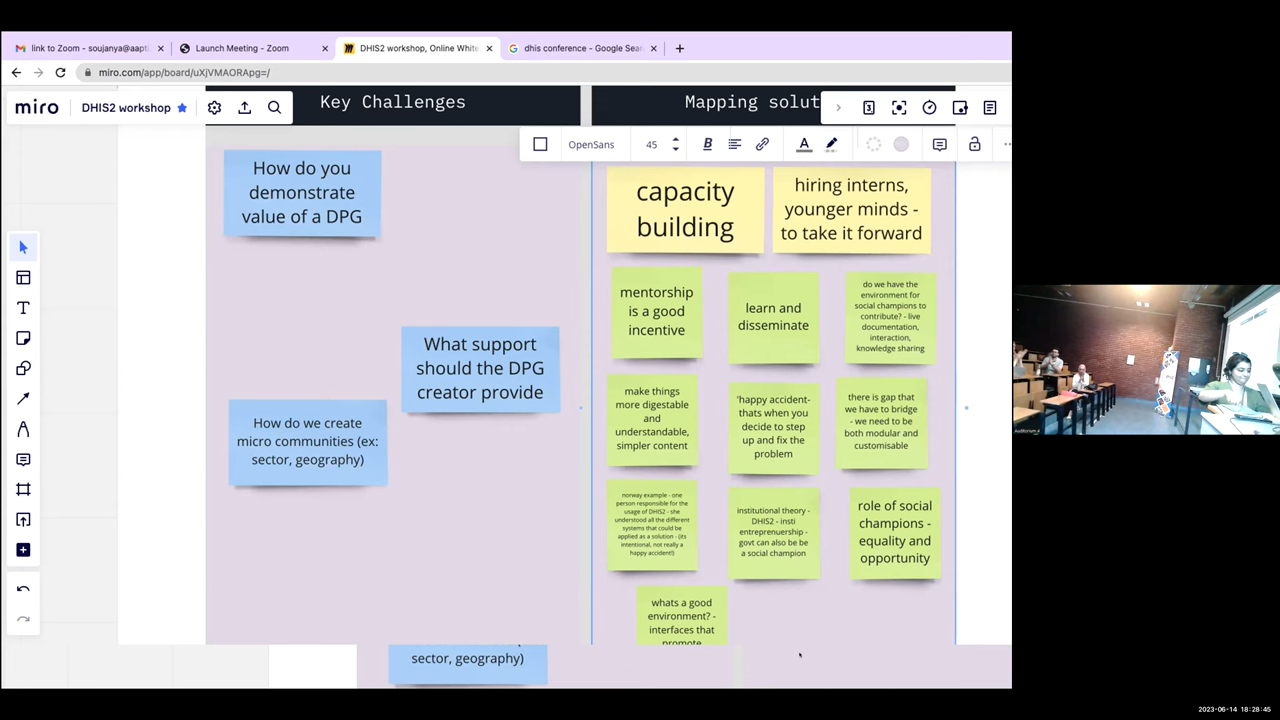 link to Zoom - soujanya@aapti
Launch Meeting - Zoom
DHIS2 workshop, Online White
dhis conference - Google Sear
miro.com/app/board/uXjVMAORApg=/
miro
DHIS2 workshop
Key Challenges
Mapping solut
OpenSans
45
B
A
How do you
demonstrate
value of a DPG
What support
should the DPG
creator provide
How do we create
micro communities (ex:
sector, geography)
capacity
building
hiring interns,
younger minds -
to take it forward
mentorship
is a good
incentive
learn and
disseminate
do we have the
environment for
social champions to
contribute? - live
documentation,
interaction,
knowledge sharing
make things
more digestable
and
understandable,
simpler content
'happy accident-
thats when you
decide to step
up and fix the
problem
there is gap that
we have to bridge
- we need to be
both modular and
customisable
norway example - one
person responsible for the
usage of DHIS2 - she
understood all the different
systems that could be
applied as a solution - (its
intentional, not really a
happy accident!)
institutional theory -
DHIS2 - insti
entreprenuership -
govt can also be be
a social champion
role of social
champions -
equality and
opportunity
whats a good
environment? -
interfaces that
promote
sector, geography)
Auditorium 4
2023-06-14 18:28:45